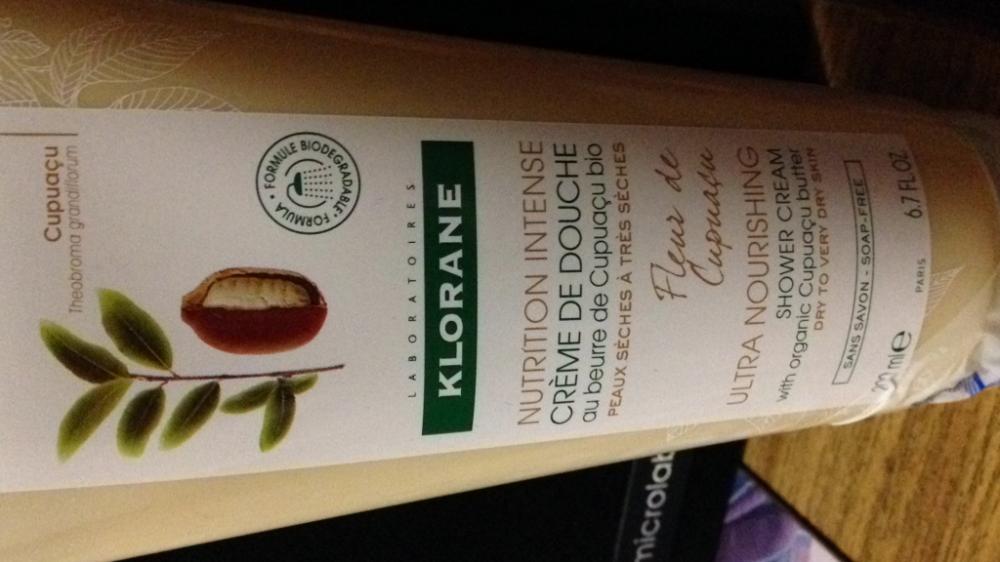 Cupuaçu
Theobroma grandiflorum
FORMULE BIODEGRADABLE • FORMULA •
LABORATOIRES
KLORANE
NUTRITION INTENSE
CRÈME DE DOUCHE
au beurre de Cupuaçu bio
PEAUX SÈCHES À TRÈS SÈCHES
Fleur de
Cupuaçu
ULTRA NOURISHING
SHOWER CREAM
with organic Cupuaçu butter
DRY TO VERY DRY SKIN
SANS SAVON - SOAP-FREE
PARIS
ml e 6.7 FL OZ
microlab